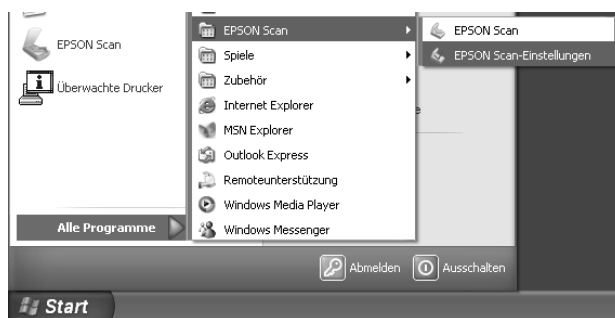 EPSON Scan
Überwachte Drucker
Alle Programme
EPSON Scan
Spiele
Zubehör
Internet Explorer
MSN Explorer
Outlook Express
Remoteunterstützung
Windows Media Player
Windows Messenger
EPSON Scan
EPSON Scan-Einstellungen
e
Abmelden
Ausschalten
Start